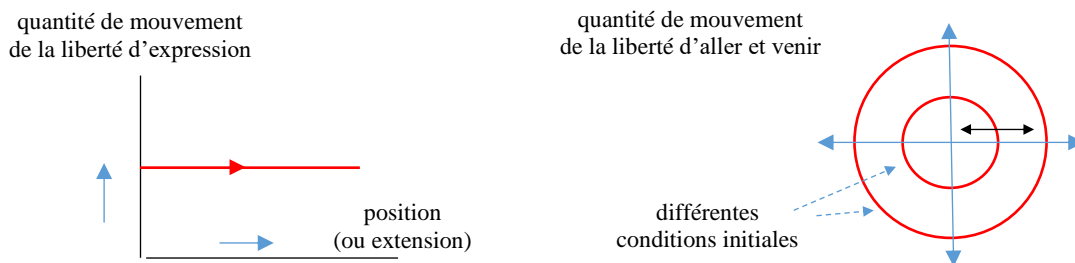 quantité de mouvement
de la liberté d’expression
position
(ou extension)
quantité de mouvement
de la liberté d’aller et venir
différentes
conditions initiales